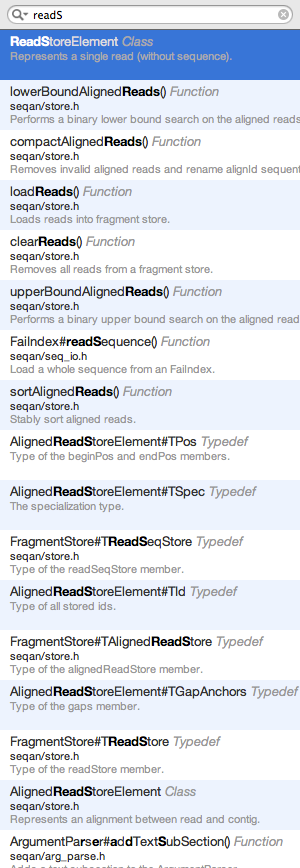 readS
ReadStoreElement Class
Represents a single read (without sequence).
lowerBoundAlignedReads() Function
seqan/store.h
Performs a binary lower bound search on the aligned reads
compactAlignedReads() Function
seqan/store.h
Removes invalid aligned reads and rename alignId sequent
loadReads() Function
seqan/store.h
Loads reads into fragment store.
clearReads() Function
seqan/store.h
Removes all reads from a fragment store.
upperBoundAlignedReads() Function
seqan/store.h
Performs a binary upper bound search on the aligned read
FaiIndex#readSequence() Function
seqan/seq_io.h
Load a whole sequence from an FaiIndex.
sortAlignedReads() Function
seqan/store.h
Stably sort aligned reads.
AlignedReadStoreElement#TPos Typedef
Type of the beginPos and endPos members.
AlignedReadStoreElement#TSpec Typedef
The specialization type.
FragmentStore#TReadSeqStore Typedef
seqan/store.h
Type of the readSeqStore member.
AlignedReadStoreElement#TId Typedef
Type of all stored ids.
FragmentStore#TAlignedReadStore Typedef
seqan/store.h
Type of the alignedReadStore member.
AlignedReadStoreElement#TGapAnchors Typedef
Type of the gaps member.
FragmentStore#TReadStore Typedef
seqan/store.h
Type of the readStore member.
AlignedReadStoreElement Class
seqan/store.h
Represents an alignment between read and contig.
ArgumentParser#addTextSubSection() Function
seqan/arg_parse.h
Adds a text subsection to the ArgumentParser.